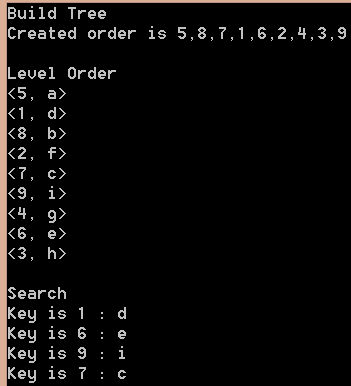 Build Tree
Created order is 5,8,7,1,6,2,4,3,9
Level Order
<5, a>
<1, d>
<8, b>
<2, f>
<7, c>
<9, i>
<4, g>
<6, e>
<3, h>
Search
Key is 1 : d
Key is 6 : e
Key is 9 : i
Key is 7 : c